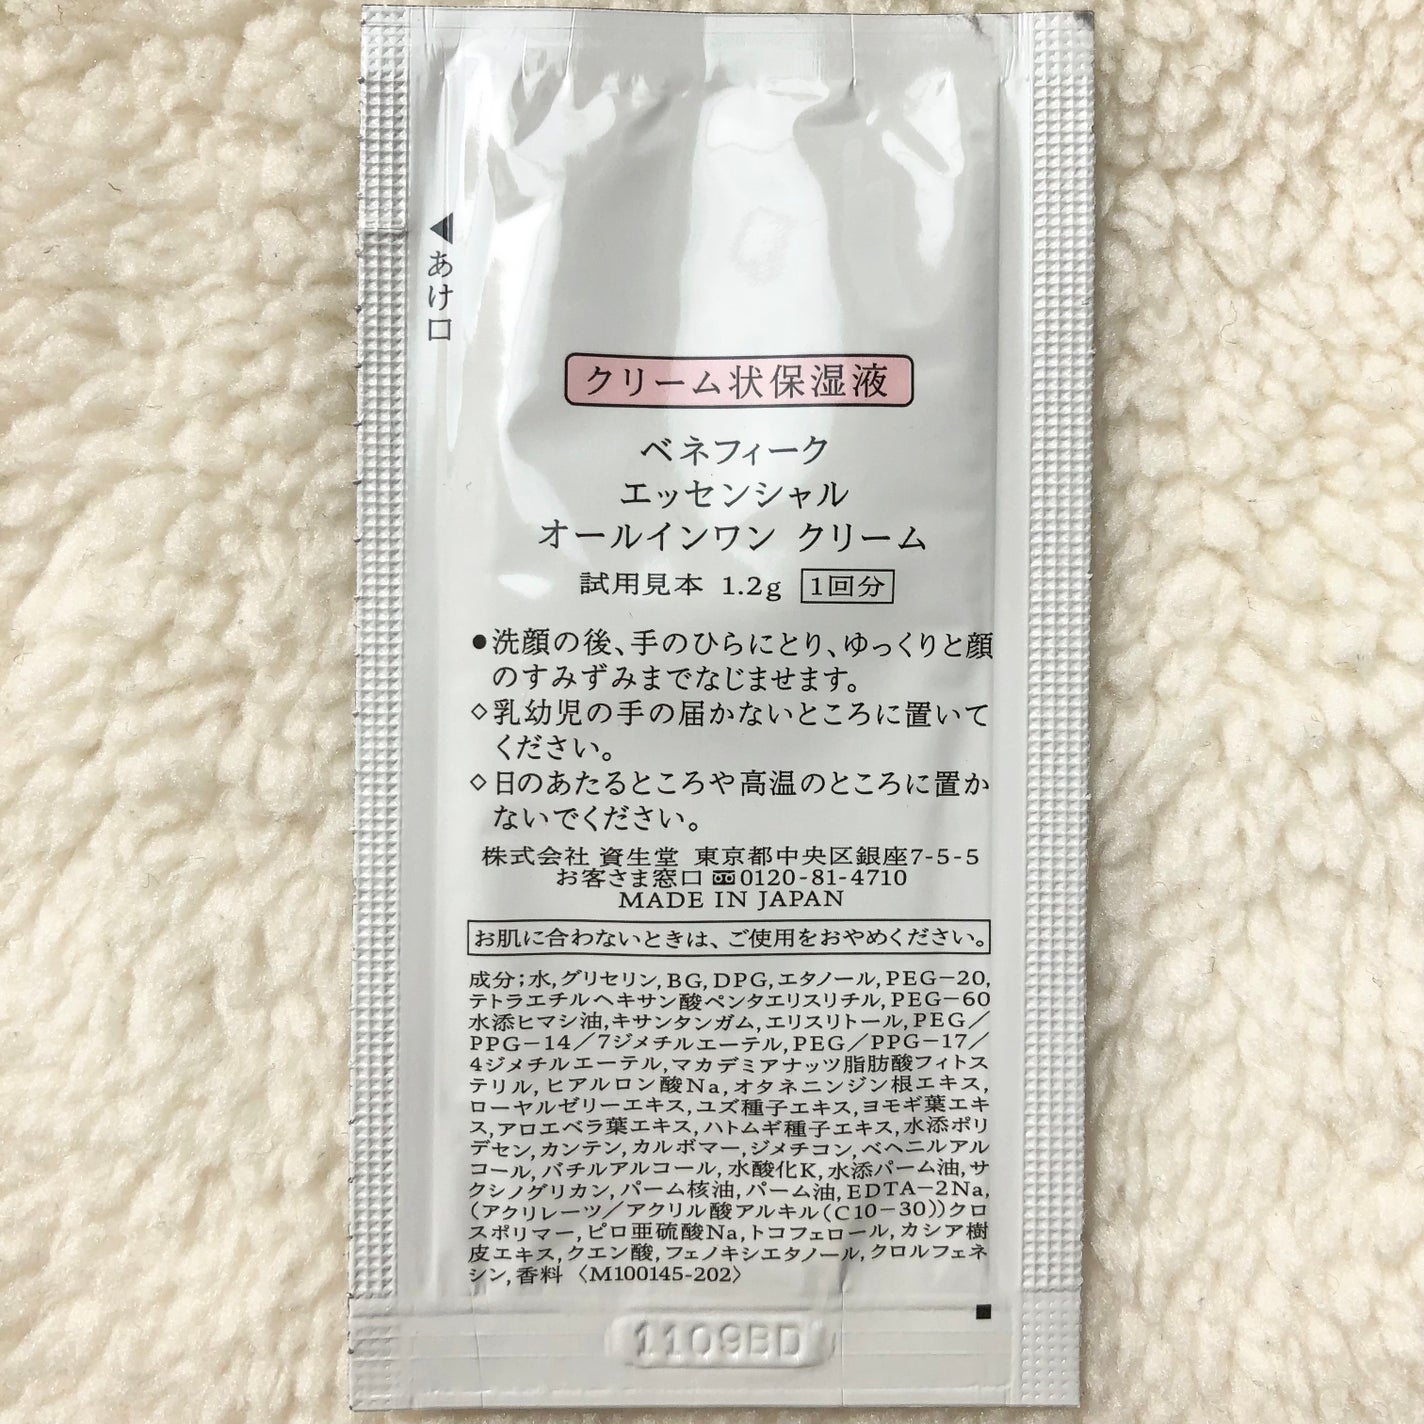 ◀あけ口
クリーム状保湿液
ベネフィーク
エッセンシャル
オールインワン クリーム
試用見本 1.2g 1回分
●洗顔の後、手のひらにとり、ゆっくりと顔
のすみずみまでなじませます。
◇乳幼児の手の届かないところに置いて
ください。
◇日のあたるところや高温のところに置か
ないでください。
株式会社 資生堂 東京都中央区銀座7-5-5
お客さま窓口 0120-81-4710
MADE IN JAPAN
お肌に合わないときは、ご使用をおやめください。
成分;水,グリセリン,BG,DPG,エタノール,PEG-20,
テトラエチルヘキサン酸ペンタエリスリチル,PEG-60
水添ヒマシ油,キサンタンガム,エリスリトール,PEG/
PPG-14/7ジメチルエーテル,PEG/PPG-17/
4ジメチルエーテル,マカデミアナッツ脂肪酸フィトス
テリル,ヒアルロン酸Na,オタネニンジン根エキス,
ローヤルゼリーエキス,ユズ種子エキス,ヨモギ葉エキ
ス,アロエベラ葉エキス,ハトムギ種子エキス,水添ポリ
デセン,カンテン,カルボマー,ジメチコン,ベヘニルアル
コール,バチルアルコール,水酸化K,水添パーム油,サ
クシノグリカン,パーム核油,パーム油,EDTA-2Na,
(アクリレーツ/アクリル酸アルキル(C10-30))クロ
スポリマー,ピロ亜硫酸Na,トコフェロール,カシア樹
皮エキス,クエン酸,フェノキシエタノール,クロルフェネ
シン,香料 〈M100145-202〉
1109BD